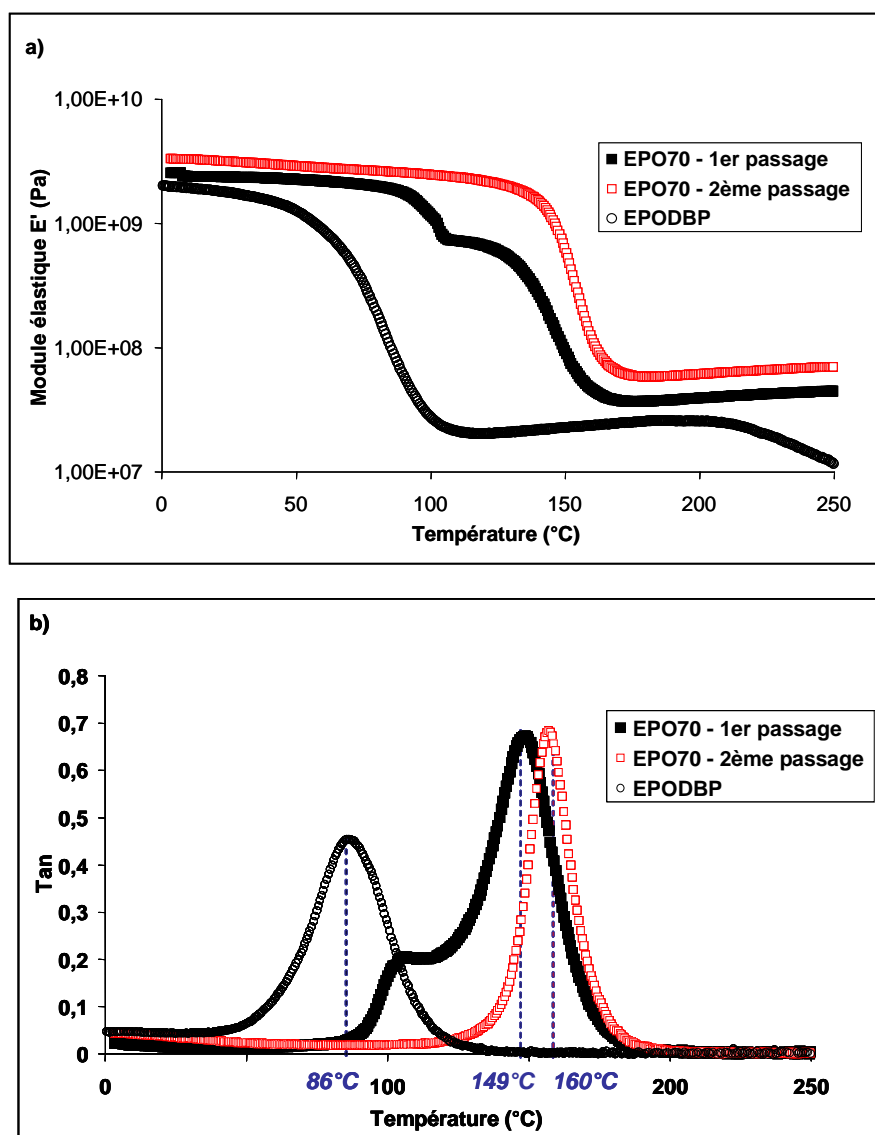 a)
1,00E+10
1,00E+09
1,00E+08
1,00E+07
Module élastique E' (Pa)
EPO70 - 1er passage
EPO70 - 2ème passage
EPODBP
0
50
100
150
200
250
Température (°C)
b)
0,8
0,7
0,6
0,5
0,4
0,3
0,2
0,1
0
Tan
EPO70 - 1er passage
EPO70 - 2ème passage
EPODBP
0
100
200
250
86°C
149°C
160°C
Température (°C)